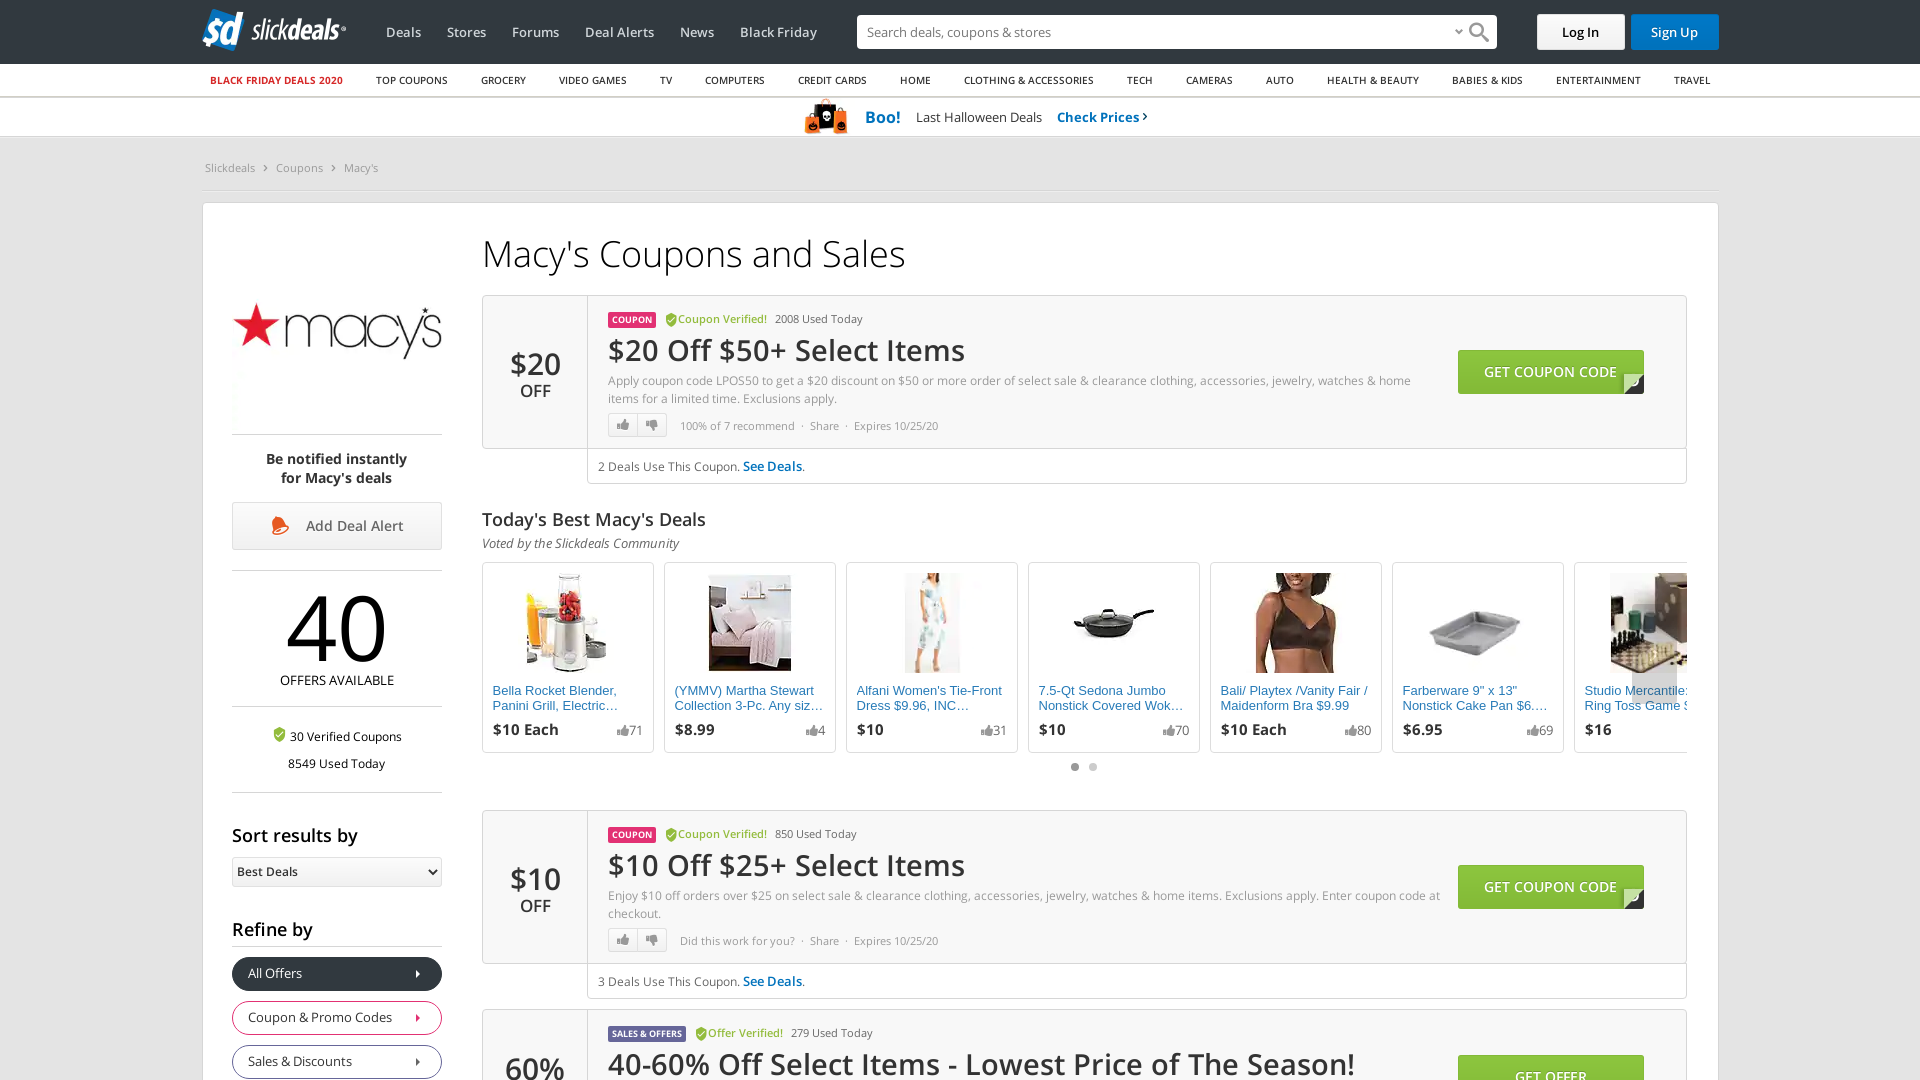 slickdeals
Deals
Stores
Forums
Deal Alerts
News
Black Friday
Search deals, coupons & stores
Log In
Sign Up
BLACK FRIDAY DEALS 2020
TOP COUPONS
GROCERY
VIDEO GAMES
TV
COMPUTERS
CREDIT CARDS
HOME
CLOTHING & ACCESSORIES
TECH
CAMERAS
AUTO
HEALTH & BEAUTY
BABIES & KIDS
ENTERTAINMENT
TRAVEL
Boo! Last Halloween Deals Check Prices
Slickdeals > Coupons > Macy's
macy's
Be notified instantly
for Macy's deals
Add Deal Alert
40
OFFERS AVAILABLE
30 Verified Coupons
8549 Used Today
Sort results by
Best Deals
Refine by
All Offers
Coupon & Promo Codes
Sales & Discounts
Macy's Coupons and Sales
$20
OFF
COUPON Coupon Verified! 2008 Used Today
$20 Off $50+ Select Items
Apply coupon code LPOS50 to get a $20 discount on $50 or more order of select sale & clearance clothing, accessories, jewelry, watches & home
items for a limited time. Exclusions apply.
100% of 7 recommend · Share · Expires 10/25/20
GET COUPON CODE
2 Deals Use This Coupon. See Deals.
Today's Best Macy's Deals
Voted by the Slickdeals Community
Bella Rocket Blender,
Panini Grill, Electric…
$10 Each 71
(YMMV) Martha Stewart
Collection 3-Pc. Any siz…
$8.99 4
Alfani Women's Tie-Front
Dress $9.96, INC…
$10 31
7.5-Qt Sedona Jumbo
Nonstick Covered Wok…
$10 70
Bali/ Playtex /Vanity Fair /
Maidenform Bra $9.99
$10 Each 80
Farberware 9" x 13"
Nonstick Cake Pan $6.…
$6.95 69
Studio Mercantile:
Ring Toss Game
$16
$10
OFF
COUPON Coupon Verified! 850 Used Today
$10 Off $25+ Select Items
Enjoy $10 off orders over $25 on select sale & clearance clothing, accessories, jewelry, watches & home items. Exclusions apply. Enter coupon code at
checkout.
Did this work for you? · Share · Expires 10/25/20
GET COUPON CODE
3 Deals Use This Coupon. See Deals.
60%
SALES & OFFERS Offer Verified! 279 Used Today
40-60% Off Select Items - Lowest Price of The Season!
GET OFFER